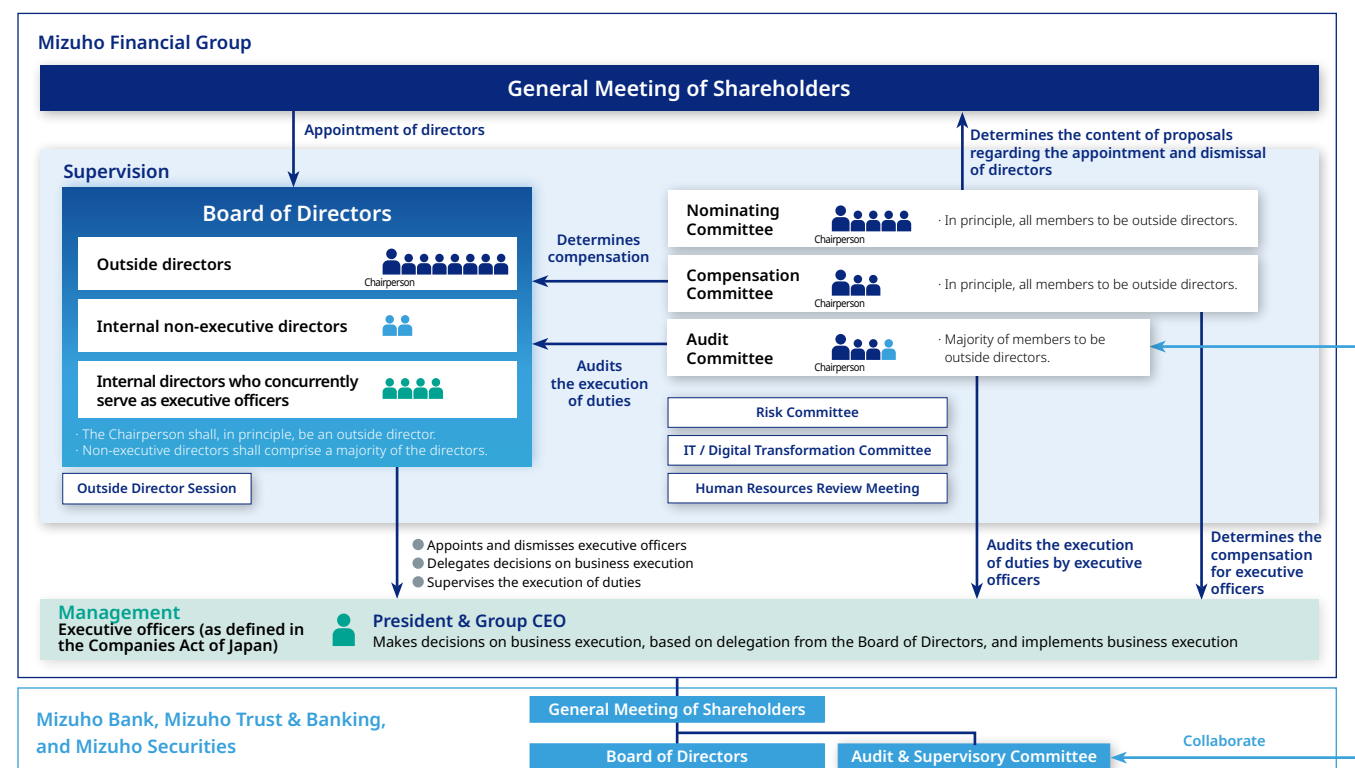 Mizuho Financial Group
General Meeting of Shareholders
Appointment of directors
Determines the content of proposals
regarding the appointment and dismissal
of directors
Supervision
Board of Directors
Outside directors
Chairperson
Internal non-executive directors
Internal directors who concurrently
serve as executive officers
· The Chairperson shall, in principle, be an outside director.
· Non-executive directors shall comprise a majority of the directors.
Outside Director Session
Determines
compensation
Audits
the execution
of duties
Nominating
Committee
Chairperson
· In principle, all members to be outside directors.
Compensation
Committee
Chairperson
· In principle, all members to be outside directors.
Audit
Committee
Chairperson
· Majority of members to be
outside directors.
Risk Committee
IT / Digital Transformation Committee
Human Resources Review Meeting
● Appoints and dismisses executive officers
● Delegates decisions on business execution
● Supervises the execution of duties
Audits the execution
of duties by executive
officers
Determines the
compensation
for executive
officers
Management
Executive officers (as defined in
the Companies Act of Japan)
President & Group CEO
Makes decisions on business execution, based on delegation from the Board of Directors, and implements business execution
Mizuho Bank, Mizuho Trust & Banking,
and Mizuho Securities
General Meeting of Shareholders
Board of Directors
Audit & Supervisory Committee
Collaborate